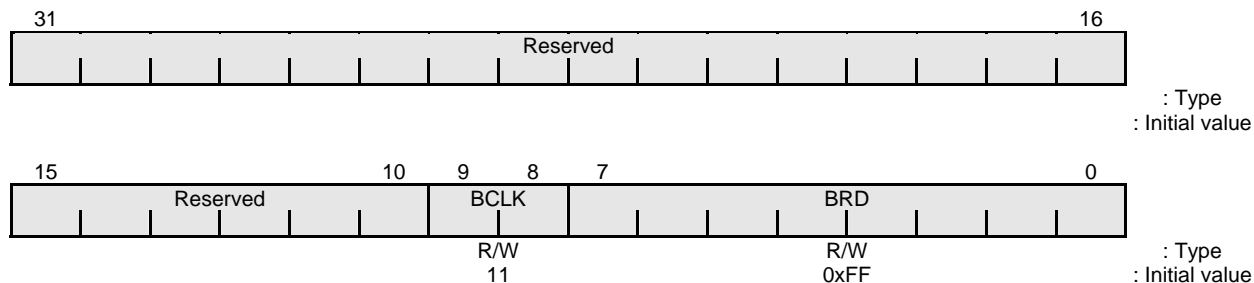 31 16
Reserved
: Type
: Initial value
15 10 9 8 7 0
Reserved BCLK BRD
R/W R/W : Type
11 0xFF : Initial value